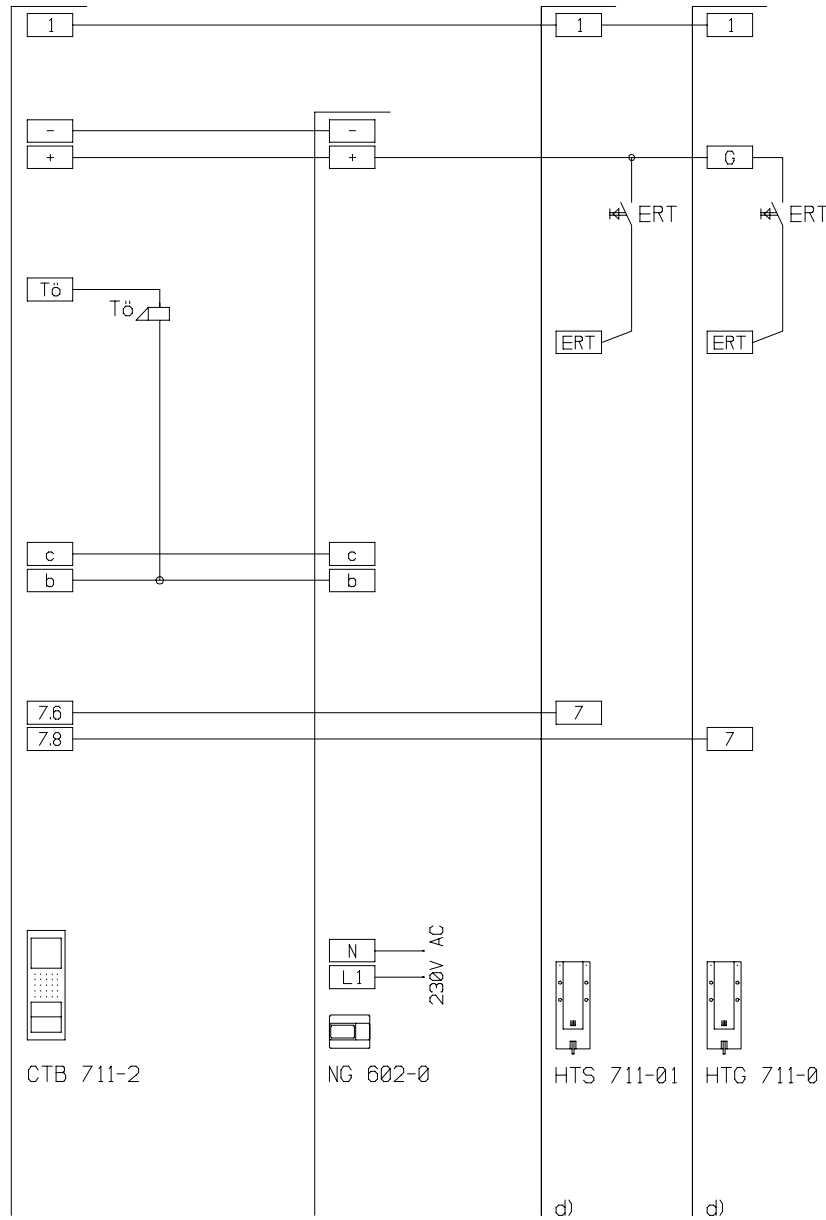 1 1 1
- -
+ + G
ERT ERT
Tö
Tö
ERT ERT
c c
b b
7.6 7
7.8 7
N
L1
230V AC
CTB 711-2 NG 602-0 HTS 711-01 HTG 711-0
d) d)